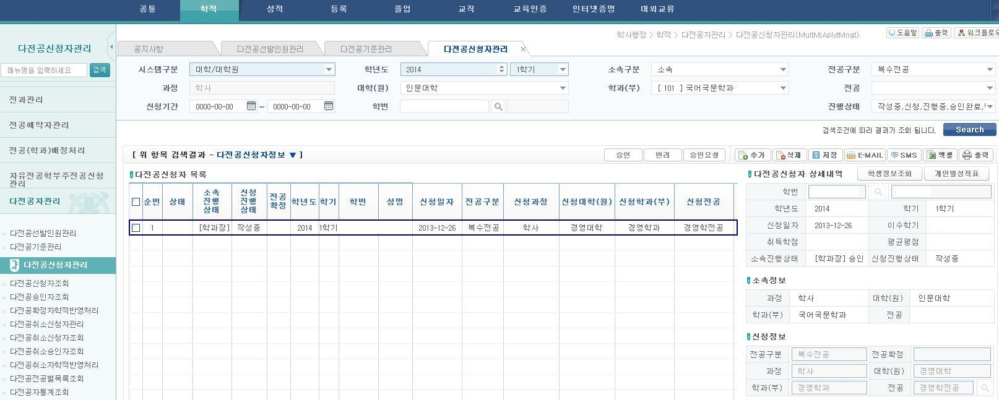 공통 학적 성적 등록 졸업 교직 교육인증 인터넷증명 대외교류
학사행정 > 학적 > 다전공자관리 > 다전공신청자관리(MultMjAplytMngt) 도움말 출력 워크플로우
다전공신청자관리
메뉴명을 입력하세요 검색
전과관리
전공예약자관리
전공(학과)배정처리
자유전공학부주전공신청
관리
다전공자관리
다전공선발인원관리
다전공기준관리
다전공신청자관리
다전공신청자조회
다전공승인자조회
다전공확정자학적반영처리
다전공취소신청자관리
다전공취소신청자조회
다전공취소승인자조회
다전공취소자학적반영처리
다전공전공별목록조회
다전공자통계조회
공지사항 다전공선발인원관리 다전공기준관리 다전공신청자관리 ×
시스템구분 대학/대학원 학년도 2014 1학기 소속구분 소속 전공구분 복수전공
과정 학사 대학(원) 인문대학 학과(부) [ 101 ] 국어국문학과 전공
신청기간 0000-00-00 ~ 0000-00-00 학번 진행상태 작성중,신청,진행중,승인완료,
검색조건에 따라 결과가 조회 됩니다. Search
[ 위 항목 검색결과 - 다전공신청자정보 ▼ ] 승인 반려 승인요청 추가 삭제 저장 E-MAIL SMS 엑셀 출력
다전공신청자 목록
순번 상태 소속진행상태 신청진행상태 전공확정 학년도 학기 학번 성명 신청일자 전공구분 신청과정 신청대학(원) 신청학과(부) 신청전공
1 [학과장] 작성중 2014 1학기 2013-12-26 복수전공 학사 경영대학 경영학과 경영학전공
다전공신청자 상세내역 학생정보조회 개인별성적표
학번
학년도 2014 학기 1학기
신청일자 2013-12-26 이수학기
취득학점 평균평점
소속진행상태 [학과장] 승인 신청진행상태 작성중
소속정보
과정 학사 대학(원) 인문대학
학과(부) 국어국문학과 전공
신청정보
전공구분 복수전공 전공확정
과정 학사 대학(원) 경영대학
학과(부) 경영학과 전공 경영학전공